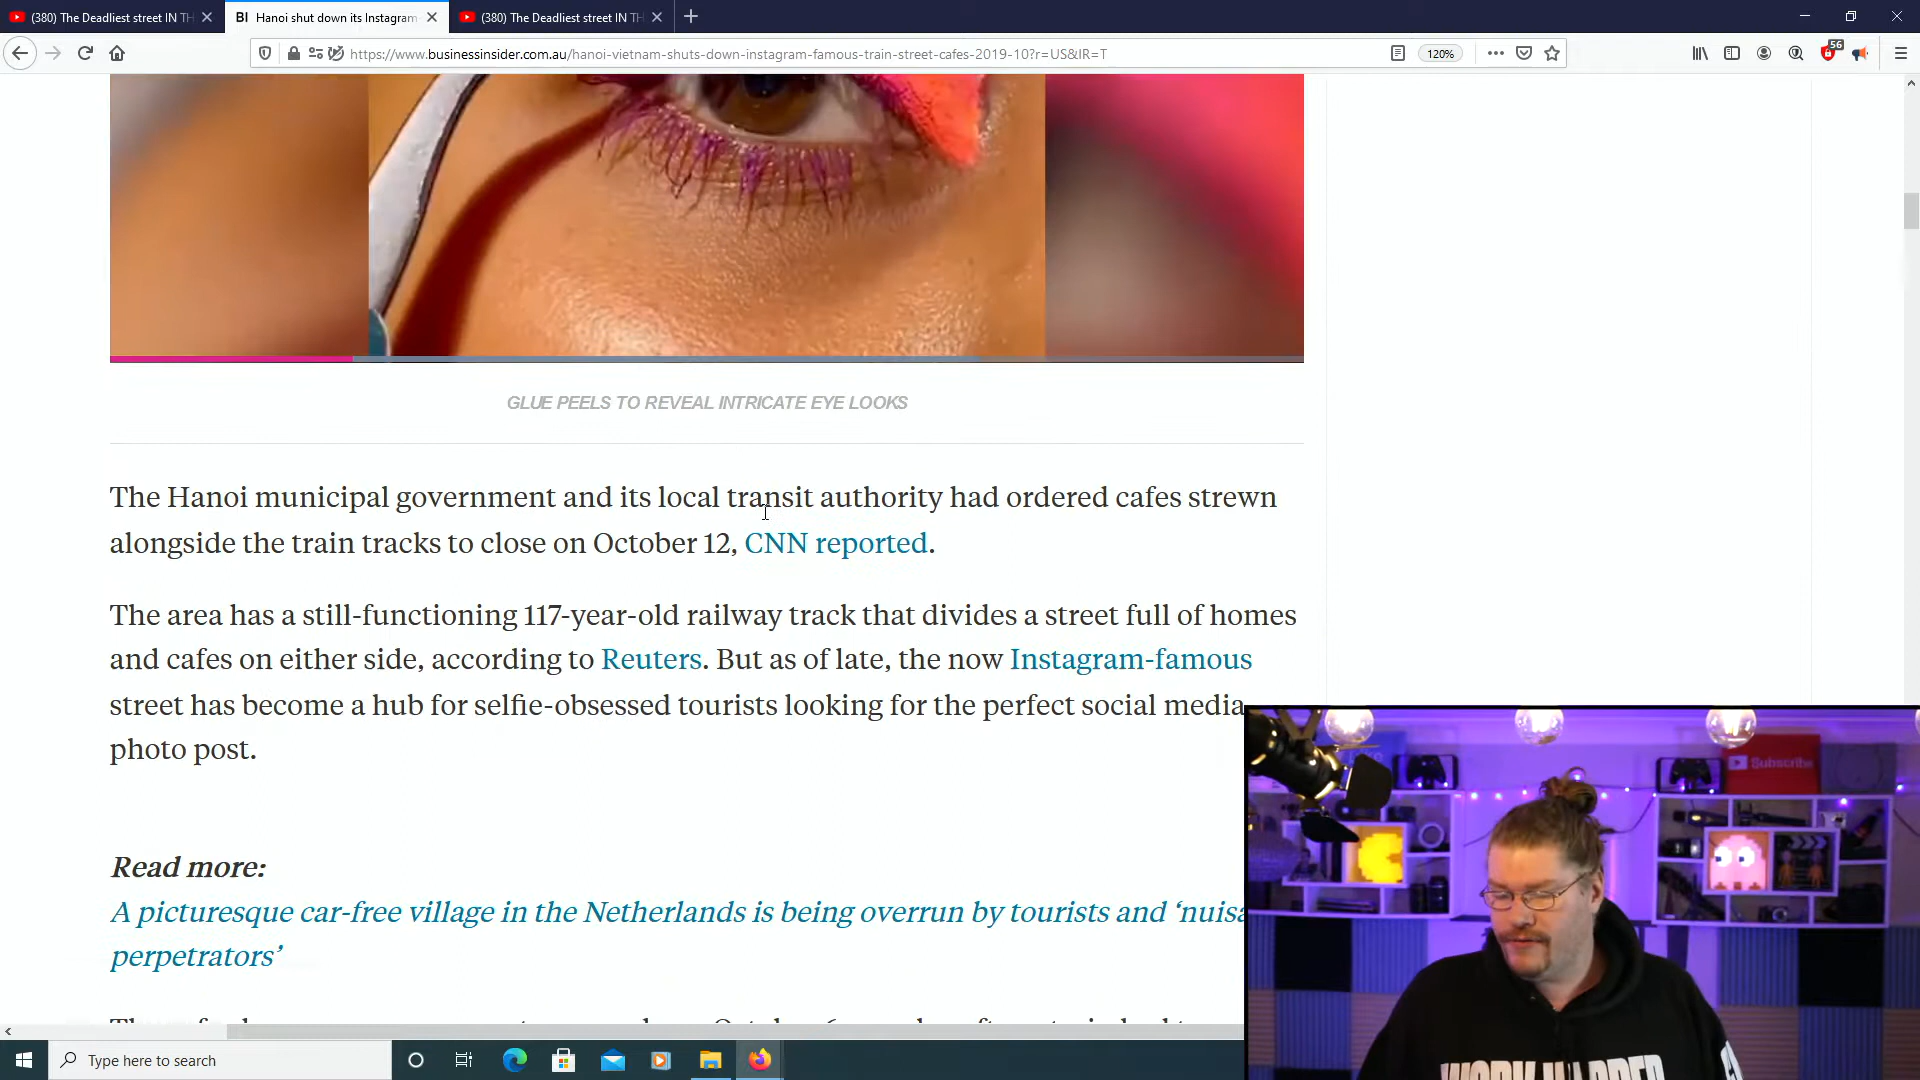 (380) The Deadliest street IN TH
BI Hanoi shut down its Instagram
(380) The Deadliest street IN TH
https://www.businessinsider.com.au/hanoi-vietnam-shuts-down-instagram-famous-train-street-cafes-2019-10?r=US&IR=T
120%
56
GLUE PEELS TO REVEAL INTRICATE EYE LOOKS
The Hanoi municipal government and its local transit authority had ordered cafes strewn
alongside the train tracks to close on October 12, CNN reported.
The area has a still-functioning 117-year-old railway track that divides a street full of homes
and cafes on either side, according to Reuters. But as of late, the now Instagram-famous
street has become a hub for selfie-obsessed tourists looking for the perfect social media
photo post.
Subscribe
Read more:
A picturesque car-free village in the Netherlands is being overrun by tourists and ‘nuisa
perpetrators’
Type here to search
WORK HARDER